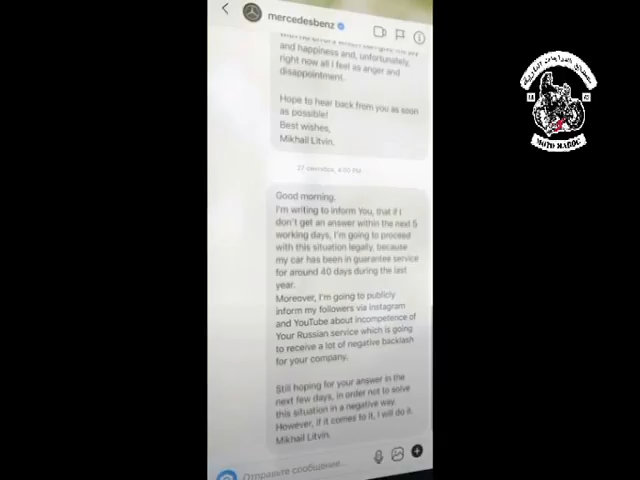 mercedesbenz
and happiness and, unfortunately,
right now all I feel as anger and
disappointment.
Hope to hear back from you as soon
as possible!
Best wishes,
Mikhail Litvin.
27 сентября, 4:00 PM
Good morning.
I'm writing to inform You, that if I
don't get an answer within the next 5
working days, I'm going to proceed
with this situation legally, because
my car has been in guarantee service
for around 40 days during the last
year.
Moreover, I'm going to publicly
inform my followers via instagram
and YouTube about incompetence of
Your Russian service which is going
to receive a lot of negative backlash
for your company.
Still hoping for your answer in the
next few days, in order not to solve
this situation in a negative way.
However, if it comes to it, I will do it.
Mikhail Litvin.
Отправьте сообщение...
MOTO MAROC